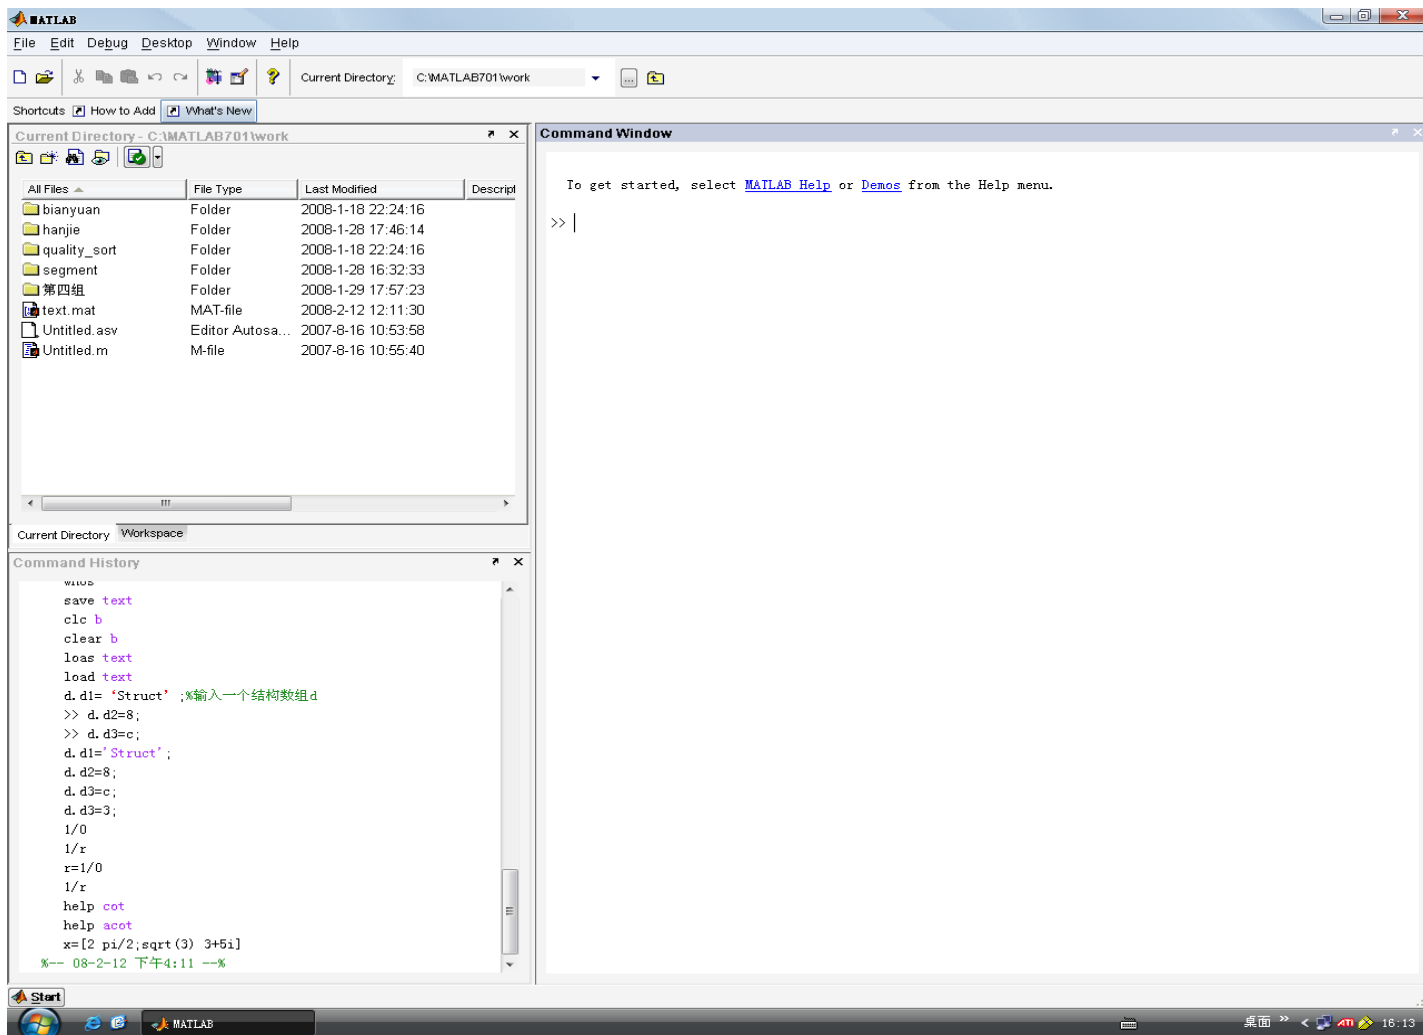 MATLAB
File Edit Debug Desktop Window Help
Current Directory: C:\MATLAB701\work
Shortcuts How to Add What's New
Current Directory - C:\MATLAB701\work
All Files File Type Last Modified Descript
bianyuan Folder 2008-1-18 22:24:16
hanjie Folder 2008-1-28 17:46:14
quality_sort Folder 2008-1-18 22:24:16
segment Folder 2008-1-28 16:32:33
第四组 Folder 2008-1-29 17:57:23
text.mat MAT-file 2008-2-12 12:11:30
Untitled.asv Editor Autosa... 2007-8-16 10:53:58
Untitled.m M-file 2007-8-16 10:55:40
Current Directory Workspace
Command History
whos
save text
clc b
clear b
loas text
load text
d.d1= ‘Struct’ ;%输入一个结构数组d
>> d.d2=8;
>> d.d3=c;
d.d1='Struct';
d.d2=8;
d.d3=c;
d.d3=3;
1/0
1/r
r=1/0
1/r
help cot
help acot
x=[2 pi/2;sqrt(3) 3+5i]
%-- 08-2-12 下午4:11 --%
Command Window
To get started, select MATLAB Help or Demos from the Help menu.
>>
Start
MATLAB
桌面 » < ATI 16:13